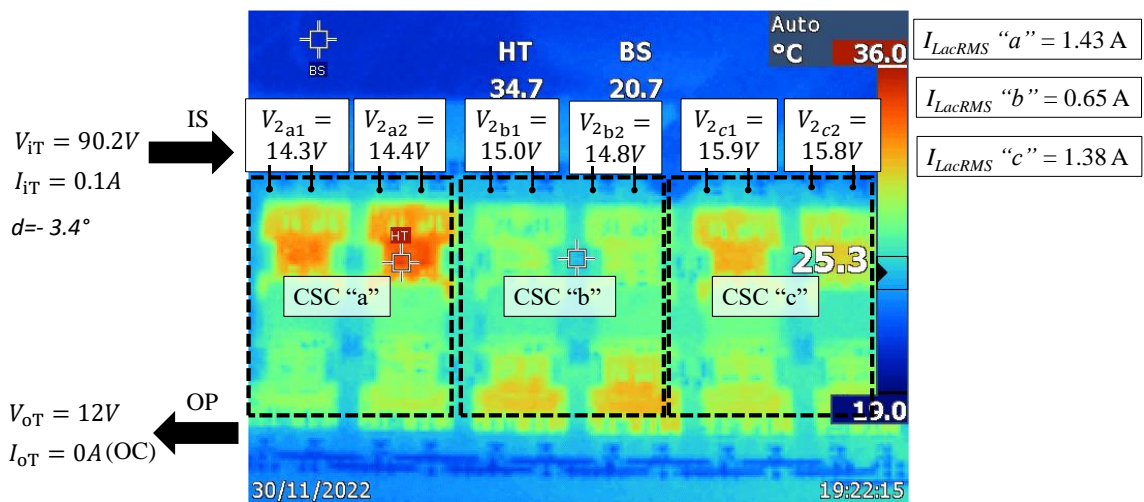 Auto
°C 36.0
HT BS
34.7 20.7
BS
I_LacRMS “a” = 1.43 A
I_LacRMS “b” = 0.65 A
I_LacRMS “c” = 1.38 A
V_iT = 90.2V
I_iT = 0.1A
d=- 3.4°
IS
V_2a1 =
14.3V
V_2a2 =
14.4V
V_2b1 =
15.0V
V_2b2 =
14.8V
V_2c1 =
15.9V
V_2c2 =
15.8V
HT
25.3
CSC “a”
CSC “b”
CSC “c”
V_oT = 12V
I_oT = 0A(OC)
OP
19.0
30/11/2022
19:22:15